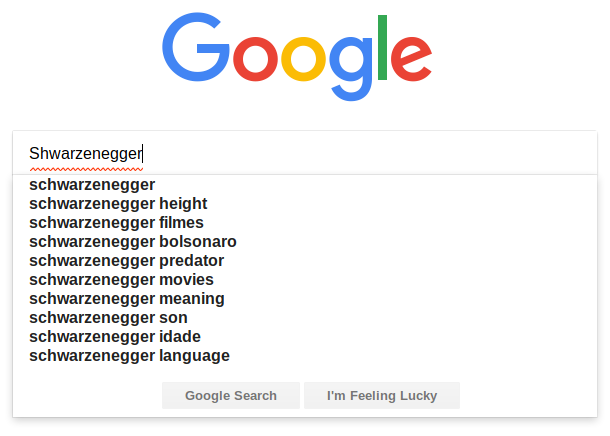 Google
Shwarzenegger
schwarzenegger
schwarzenegger height
schwarzenegger filmes
schwarzenegger bolsonaro
schwarzenegger predator
schwarzenegger movies
schwarzenegger meaning
schwarzenegger son
schwarzenegger idade
schwarzenegger language
Google Search I'm Feeling Lucky